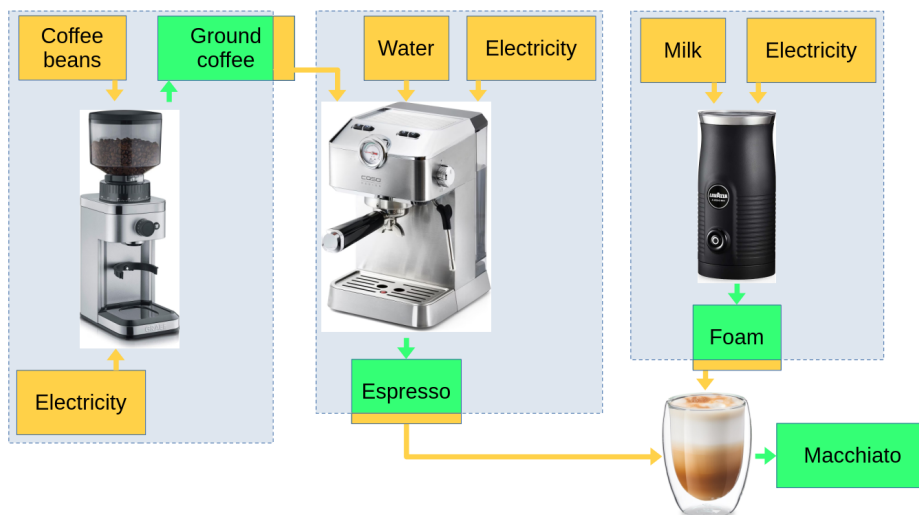 Coffee
beans
Ground
coffee
Water
Electricity
Milk
Electricity
CASO
LAVAZZA
Electricity
Espresso
Foam
Macchiato